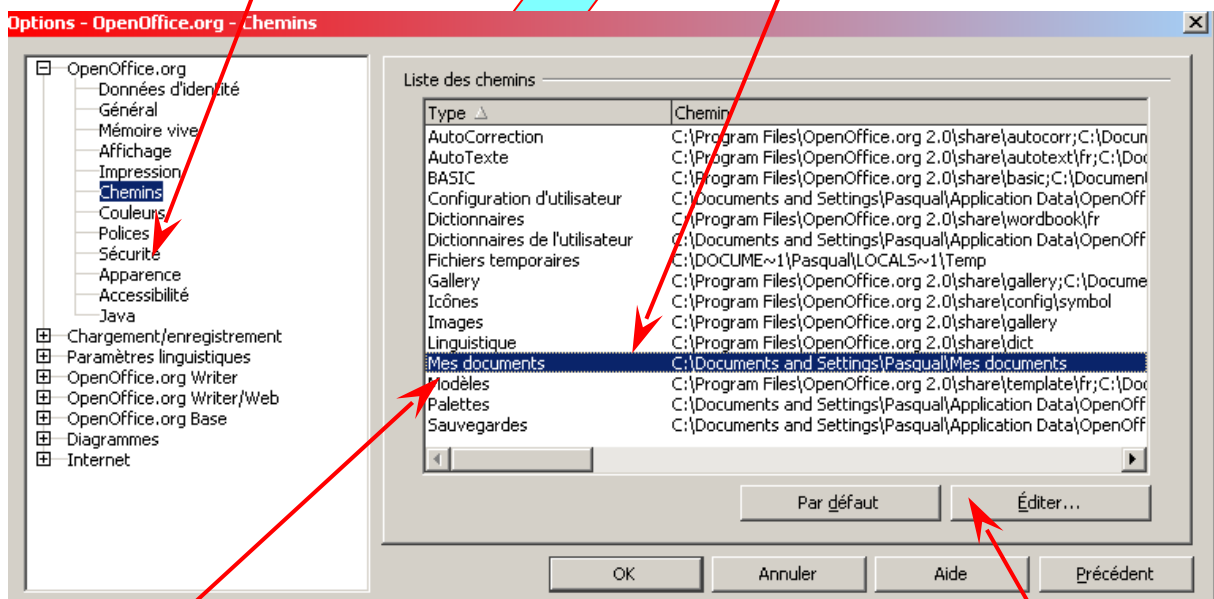 Options - OpenOffice.org - Chemins
OpenOffice.org
Données d'identité
Général
Mémoire vive
Affichage
Impression
Chemins
Couleurs
Polices
Sécurité
Apparence
Accessibilité
Java
Chargement/enregistrement
Paramètres linguistiques
OpenOffice.org Writer
OpenOffice.org Writer/Web
OpenOffice.org Base
Diagrammes
Internet
Liste des chemins
Type Chemin
AutoCorrection C:\Program Files\OpenOffice.org 2.0\share\autocorr;C:\Docum
AutoTexte C:\Program Files\OpenOffice.org 2.0\share\autotext\fr;C:\Doc
BASIC C:\Program Files\OpenOffice.org 2.0\share\basic;C:\Document
Configuration d'utilisateur C:\Documents and Settings\Pasqual\Application Data\OpenOff
Dictionnaires C:\Program Files\OpenOffice.org 2.0\share\wordbook\fr
Dictionnaires de l'utilisateur C:\Documents and Settings\Pasqual\Application Data\OpenOff
Fichiers temporaires C:\DOCUME~1\Pasqual\LOCALS~1\Temp
Gallery C:\Program Files\OpenOffice.org 2.0\share\gallery;C:\Docume
Icônes C:\Program Files\OpenOffice.org 2.0\share\config\symbol
Images C:\Program Files\OpenOffice.org 2.0\share\gallery
Linguistique C:\Program Files\OpenOffice.org 2.0\share\dict
Mes documents C:\Documents and Settings\Pasqual\Mes documents
Modèles C:\Program Files\OpenOffice.org 2.0\share\template\fr;C:\Doc
Palettes C:\Documents and Settings\Pasqual\Application Data\OpenOff
Sauvegardes C:\Documents and Settings\Pasqual\Application Data\OpenOff
Par défaut Éditer...
OK Annuler Aide Précédent